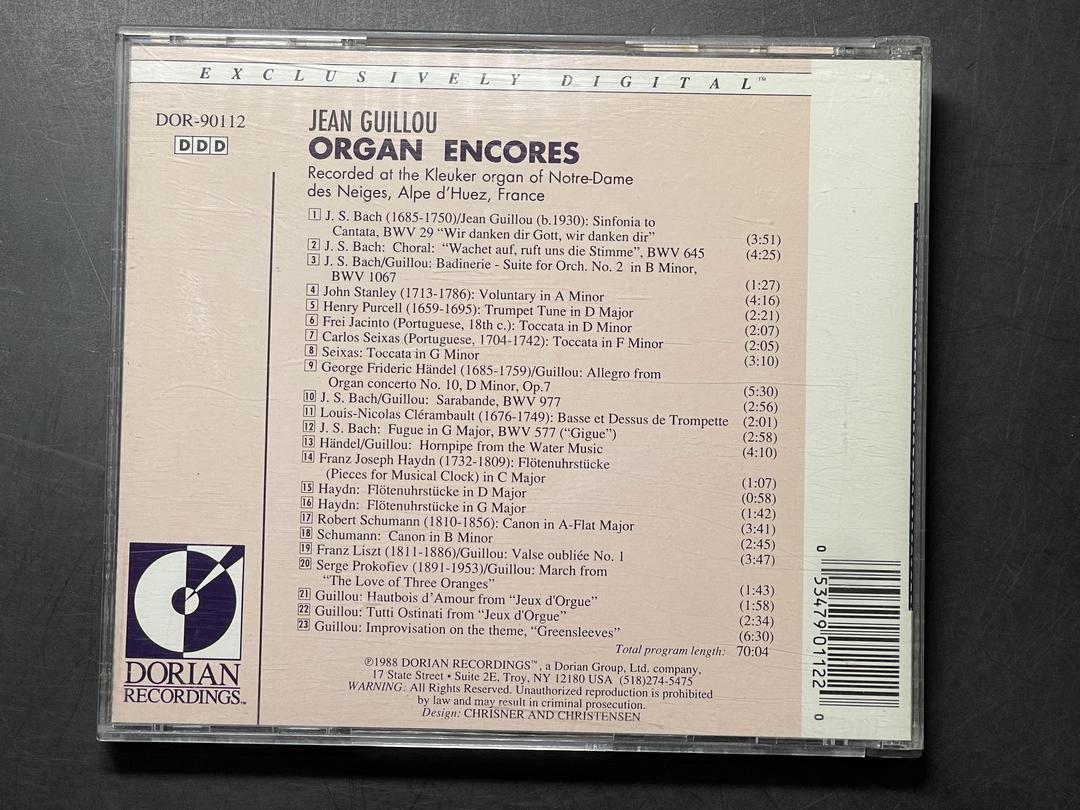 EXCLUSIVELY DIGITAL™
DOR-90112
DDD
JEAN GUILLOU
ORGAN ENCORES
Recorded at the Kleuker organ of Notre-Dame
des Neiges, Alpe d'Huez, France
1 J. S. Bach (1685-1750)/Jean Guillou (b.1930): Sinfonia to
Cantata, BWV 29 “Wir danken dir Gott, wir danken dir” (3:51)
2 J. S. Bach: Choral: “Wachet auf, ruft uns die Stimme”, BWV 645 (4:25)
3 J. S. Bach/Guillou: Badinerie - Suite for Orch. No. 2 in B Minor,
BWV 1067 (1:27)
4 John Stanley (1713-1786): Voluntary in A Minor (4:16)
5 Henry Purcell (1659-1695): Trumpet Tune in D Major (2:21)
6 Frei Jacinto (Portuguese, 18th c.): Toccata in D Minor (2:07)
7 Carlos Seixas (Portuguese, 1704-1742): Toccata in F Minor (2:05)
8 Seixas: Toccata in G Minor (3:10)
9 George Frideric Händel (1685-1759)/Guillou: Allegro from
Organ concerto No. 10, D Minor, Op.7 (5:30)
10 J. S. Bach/Guillou: Sarabande, BWV 977 (2:56)
11 Louis-Nicolas Clérambault (1676-1749): Basse et Dessus de Trompette (2:01)
12 J. S. Bach: Fugue in G Major, BWV 577 (“Gigue”) (2:58)
13 Händel/Guillou: Hornpipe from the Water Music (4:10)
14 Franz Joseph Haydn (1732-1809): Flötenuhrstücke
(Pieces for Musical Clock) in C Major (1:07)
15 Haydn: Flötenuhrstücke in D Major (0:58)
16 Haydn: Flötenuhrstücke in G Major (1:42)
17 Robert Schumann (1810-1856): Canon in A-Flat Major (3:41)
18 Schumann: Canon in B Minor (2:45)
19 Franz Liszt (1811-1886)/Guillou: Valse oubliée No. 1 (3:47)
20 Serge Prokofiev (1891-1953)/Guillou: March from
“The Love of Three Oranges” (1:43)
21 Guillou: Hautbois d'Amour from “Jeux d'Orgue” (1:58)
22 Guillou: Tutti Ostinati from “Jeux d'Orgue” (2:34)
23 Guillou: Improvisation on the theme, “Greensleeves” (6:30)
Total program length: 70:04
℗1988 DORIAN RECORDINGS™, a Dorian Group, Ltd. company,
17 State Street • Suite 2E, Troy, NY 12180 USA (518)274-5475
WARNING. All Rights Reserved. Unauthorized reproduction is prohibited
by law and may result in criminal prosecution.
Design: CHRISNER AND CHRISTENSEN
DORIAN
RECORDINGS™
0 53479 01122 0